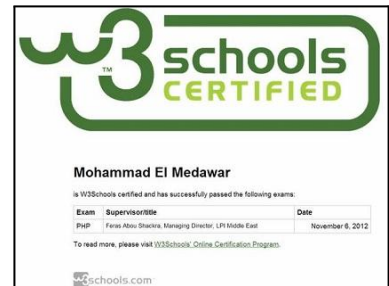 w3schools
TM
CERTIFIED
Mohammad El Medawar
is W3Schools certified and has successfully passed the following exams:
Exam Supervisor/title Date
PHP Feras Abou Shackra, Managing Director, LPI Middle East November 6, 2012
To read more, please visit W3Schools' Online Certification Program.
w3schools.com